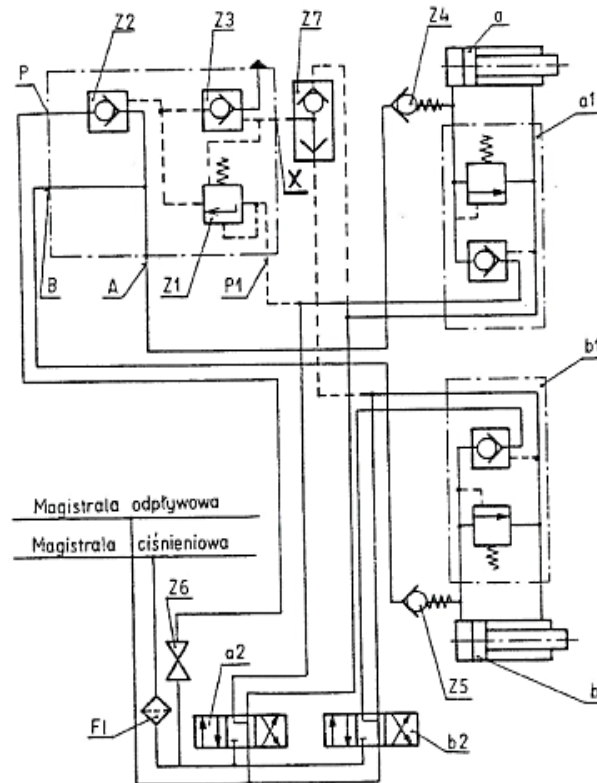 Z2
Z3
Z7
Z4
a
P
a1
X
B
A
Z1
P1
b1
Magistrala odpływowa
Magistrala ciśnieniowa
Z6
a2
Z5
b
F1
b2